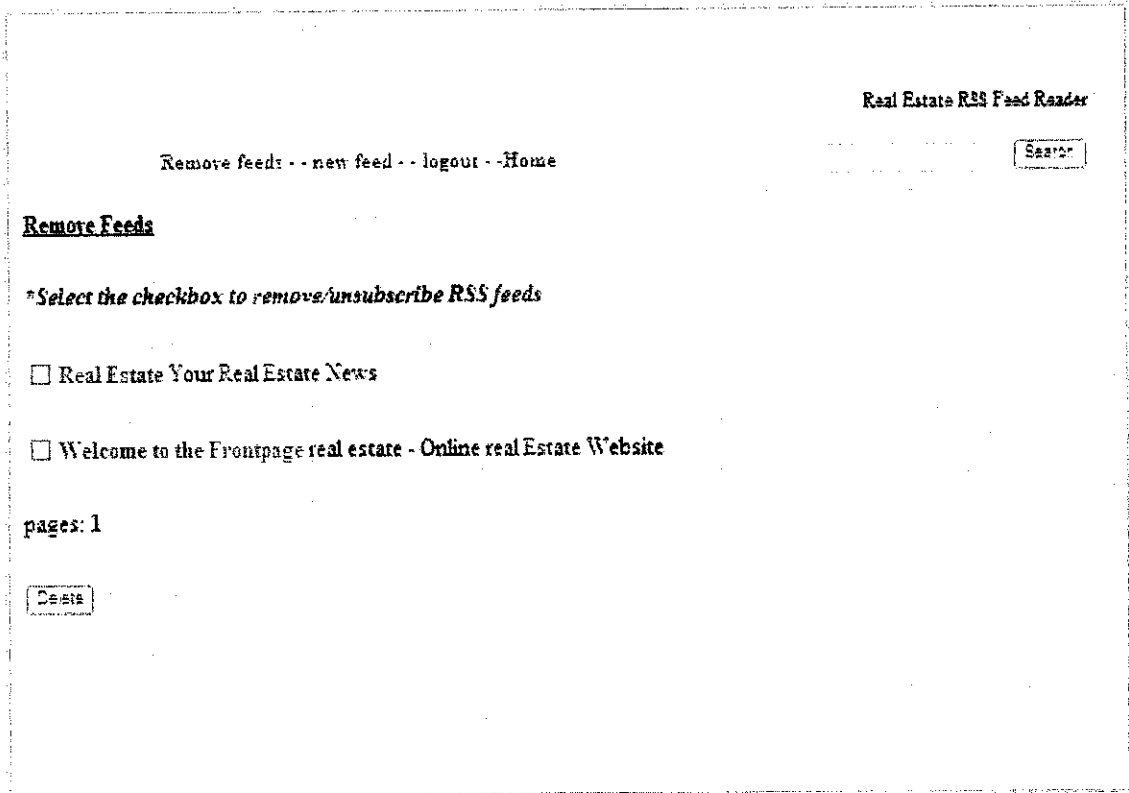 Real Estate RSS Feed Reader
Remove feeds - - new feed - - logout - -Home
Search
Remove Feeds
*Select the checkbox to remove/unsubscribe RSS feeds
Real Estate Your Real Estate News
Welcome to the Frontpage real estate - Online real Estate Website
pages: 1
Delete